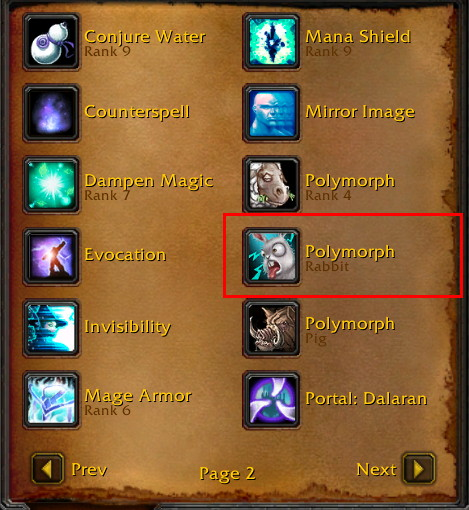 Conjure Water
Rank 9
Counterspell
Dampen Magic
Rank 7
Evocation
Invisibility
Mage Armor
Rank 6
Mana Shield
Rank 9
Mirror Image
Polymorph
Rank 4
Polymorph
Rabbit
Polymorph
Pig
Portal: Dalaran
Prev
Page 2
Next